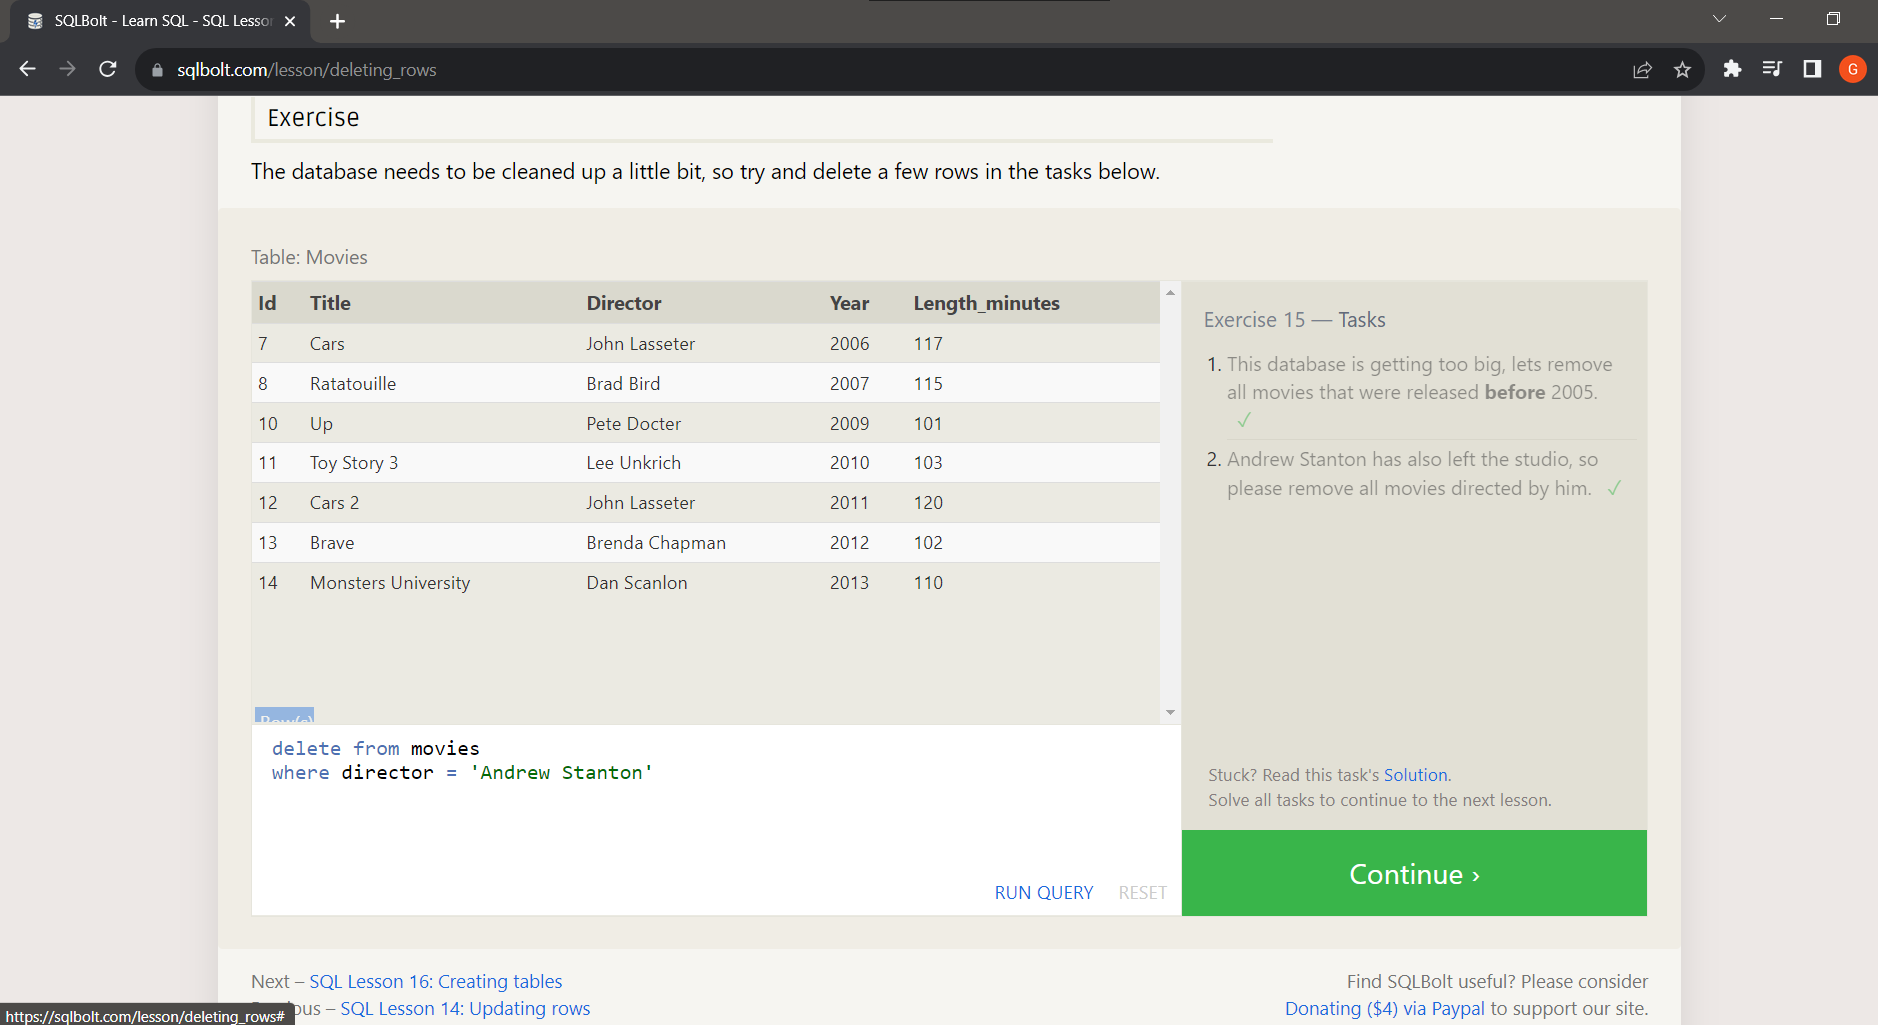 SQLBolt - Learn SQL - SQL Lesson
sqlbolt.com/lesson/deleting_rows
G
Exercise
The database needs to be cleaned up a little bit, so try and delete a few rows in the tasks below.
Table: Movies
Id Title Director Year Length_minutes
7 Cars John Lasseter 2006 117
8 Ratatouille Brad Bird 2007 115
10 Up Pete Docter 2009 101
11 Toy Story 3 Lee Unkrich 2010 103
12 Cars 2 John Lasseter 2011 120
13 Brave Brenda Chapman 2012 102
14 Monsters University Dan Scanlon 2013 110
Row(s)
delete from movies
where director = 'Andrew Stanton'
RUN QUERY RESET
Exercise 15 — Tasks
1. This database is getting too big, lets remove
all movies that were released before 2005.
✓
2. Andrew Stanton has also left the studio, so
please remove all movies directed by him. ✓
Stuck? Read this task's Solution.
Solve all tasks to continue to the next lesson.
Continue ›
Next – SQL Lesson 16: Creating tables
ous – SQL Lesson 14: Updating rows
Find SQLBolt useful? Please consider
Donating ($4) via Paypal to support our site.
https://sqlbolt.com/lesson/deleting_rows#